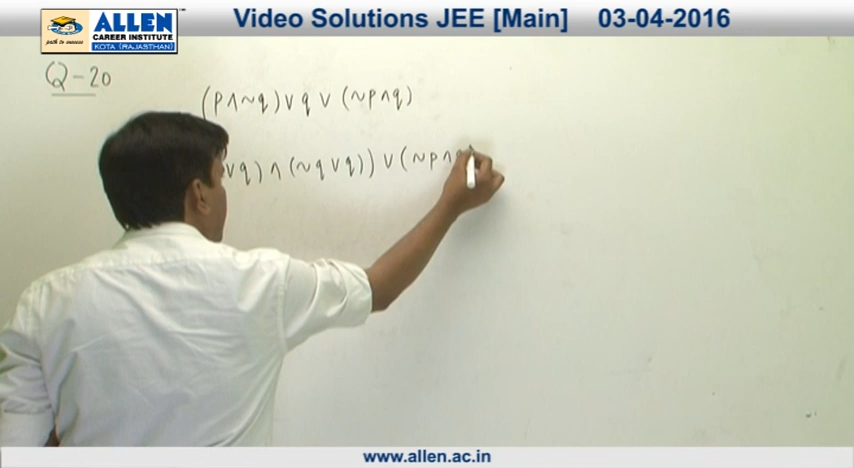 Video Solutions JEE [Main] 03-04-2016
ALLEN
CAREER INSTITUTE
KOTA (RAJASTHAN)
path to success
Q-20
(p∧~q)∨q∨(~p∧q)
∨q)∧(~q∨q))∨(~p∧
www.allen.ac.in